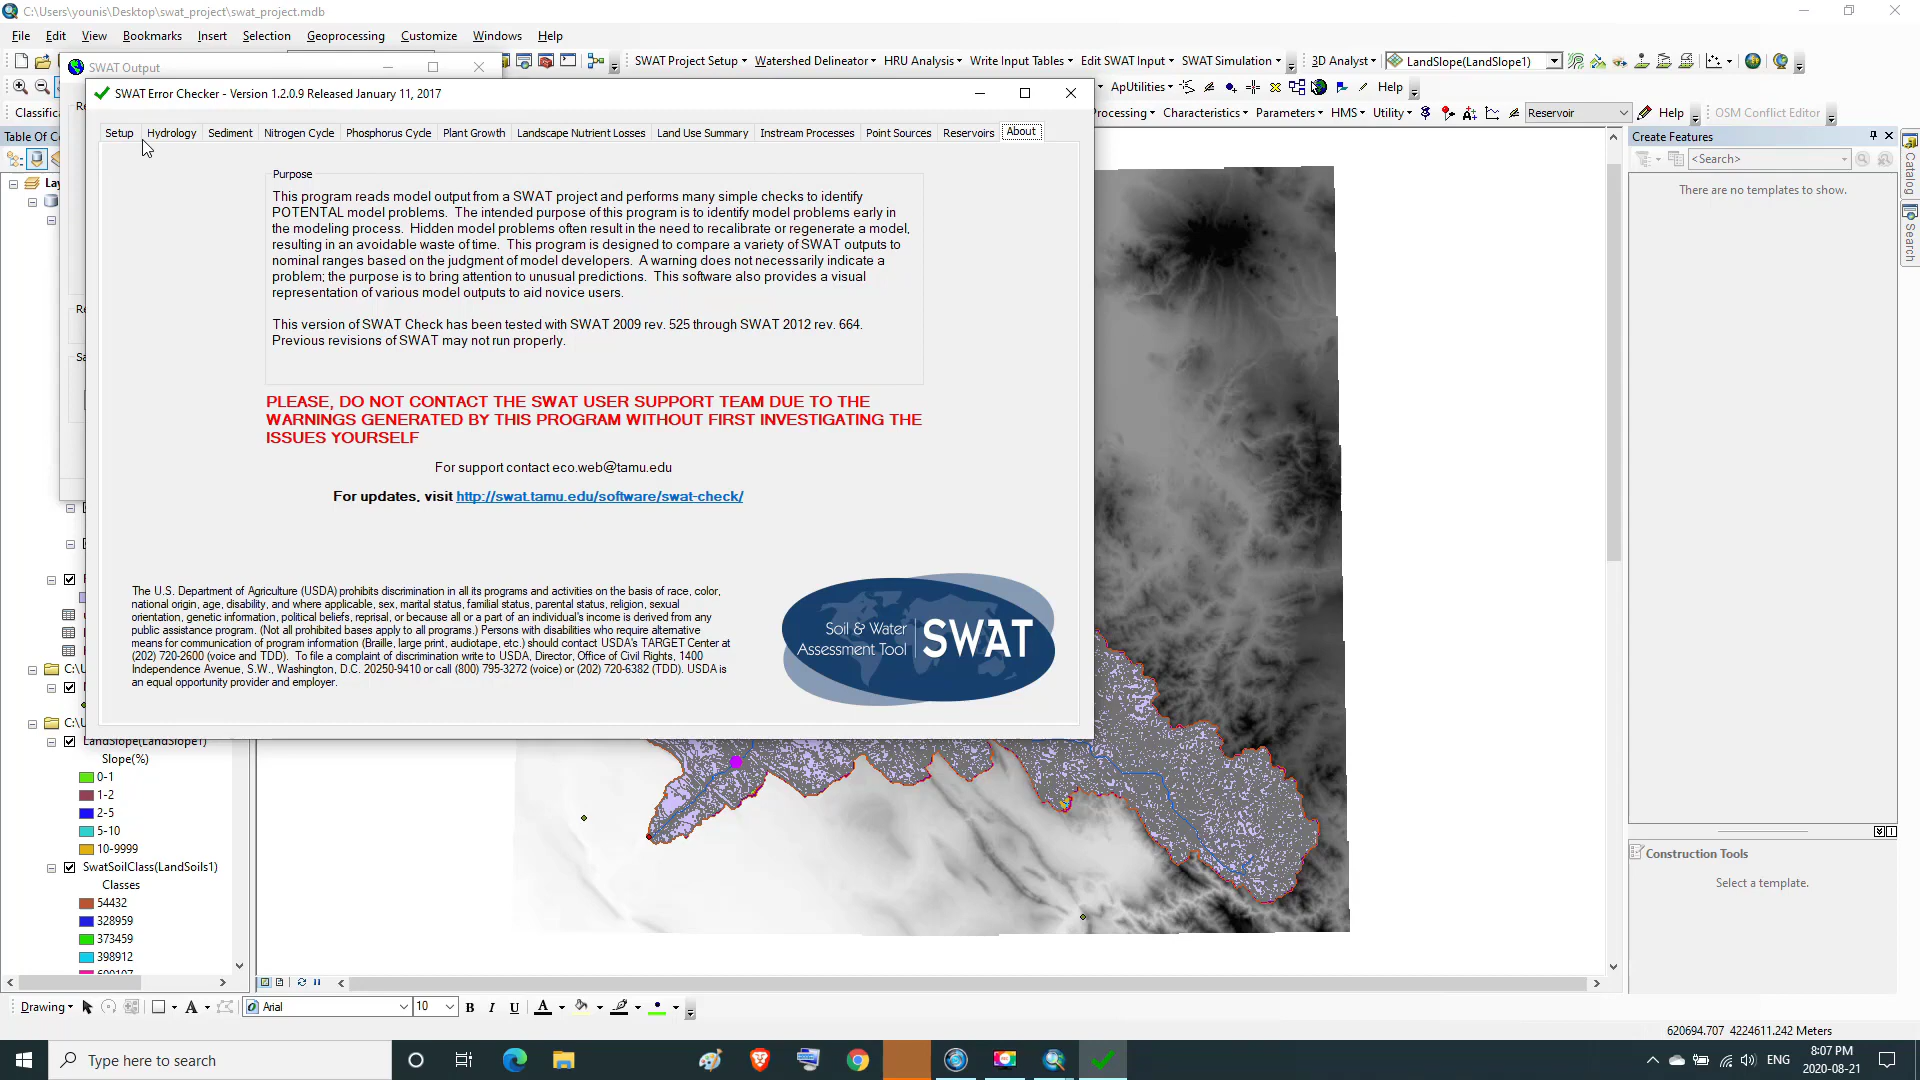 C:\Users\younis\Desktop\swat_project\swat_project.mdb
File Edit View Bookmarks Insert Selection Geoprocessing Customize Windows Help
SWAT Project Setup Watershed Delineator HRU Analysis Write Input Tables Edit SWAT Input SWAT Simulation 3D Analyst LandSlope(LandSlope1)
SWAT Output
ApUtilities Help
SWAT Error Checker - Version 1.2.0.9 Released January 11, 2017
Classific
Processing Characteristics Parameters HMS Utility Reservoir Help OSM Conflict Editor
Table Of Co
Setup Hydrology Sediment Nitrogen Cycle Phosphorus Cycle Plant Growth Landscape Nutrient Losses Land Use Summary Instream Processes Point Sources Reservoirs About
Create Features
<Search>
There are no templates to show.
Catalog
Search
Lay
Purpose
This program reads model output from a SWAT project and performs many simple checks to identify
POTENTAL model problems. The intended purpose of this program is to identify model problems early in
the modeling process. Hidden model problems often result in the need to recalibrate or regenerate a model,
resulting in an avoidable waste of time. This program is designed to compare a variety of SWAT outputs to
nominal ranges based on the judgment of model developers. A warning does not necessarily indicate a
problem; the purpose is to bring attention to unusual predictions. This software also provides a visual
representation of various model outputs to aid novice users.
This version of SWAT Check has been tested with SWAT 2009 rev. 525 through SWAT 2012 rev. 664.
Previous revisions of SWAT may not run properly.
PLEASE, DO NOT CONTACT THE SWAT USER SUPPORT TEAM DUE TO THE
WARNINGS GENERATED BY THIS PROGRAM WITHOUT FIRST INVESTIGATING THE
ISSUES YOURSELF
For support contact eco.web@tamu.edu
For updates, visit http://swat.tamu.edu/software/swat-check/
The U.S. Department of Agriculture (USDA) prohibits discrimination in all its programs and activities on the basis of race, color,
national origin, age, disability, and where applicable, sex, marital status, familial status, parental status, religion, sexual
orientation, genetic information, political beliefs, reprisal, or because all or a part of an individual's income is derived from any
public assistance program. (Not all prohibited bases apply to all programs.) Persons with disabilities who require alternative
means for communication of program information (Braille, large print, audiotape, etc.) should contact USDA's TARGET Center at
(202) 720-2600 (voice and TDD). To file a complaint of discrimination write to USDA, Director, Office of Civil Rights, 1400
Independence Avenue, S.W., Washington, D.C. 20250-9410 or call (800) 795-3272 (voice) or (202) 720-6382 (TDD). USDA is
an equal opportunity provider and employer.
Soil & Water
Assessment Tool
SWAT
C:\U
C:\U
LandSlope(LandSlope1)
Slope(%)
0-1
1-2
2-5
5-10
10-9999
SwatSoilClass(LandSoils1)
Classes
54432
328959
373459
398912
Construction Tools
Select a template.
Drawing Arial 10 B I U A
620694.707 4224611.242 Meters
Type here to search
ENG
8:07 PM
2020-08-21